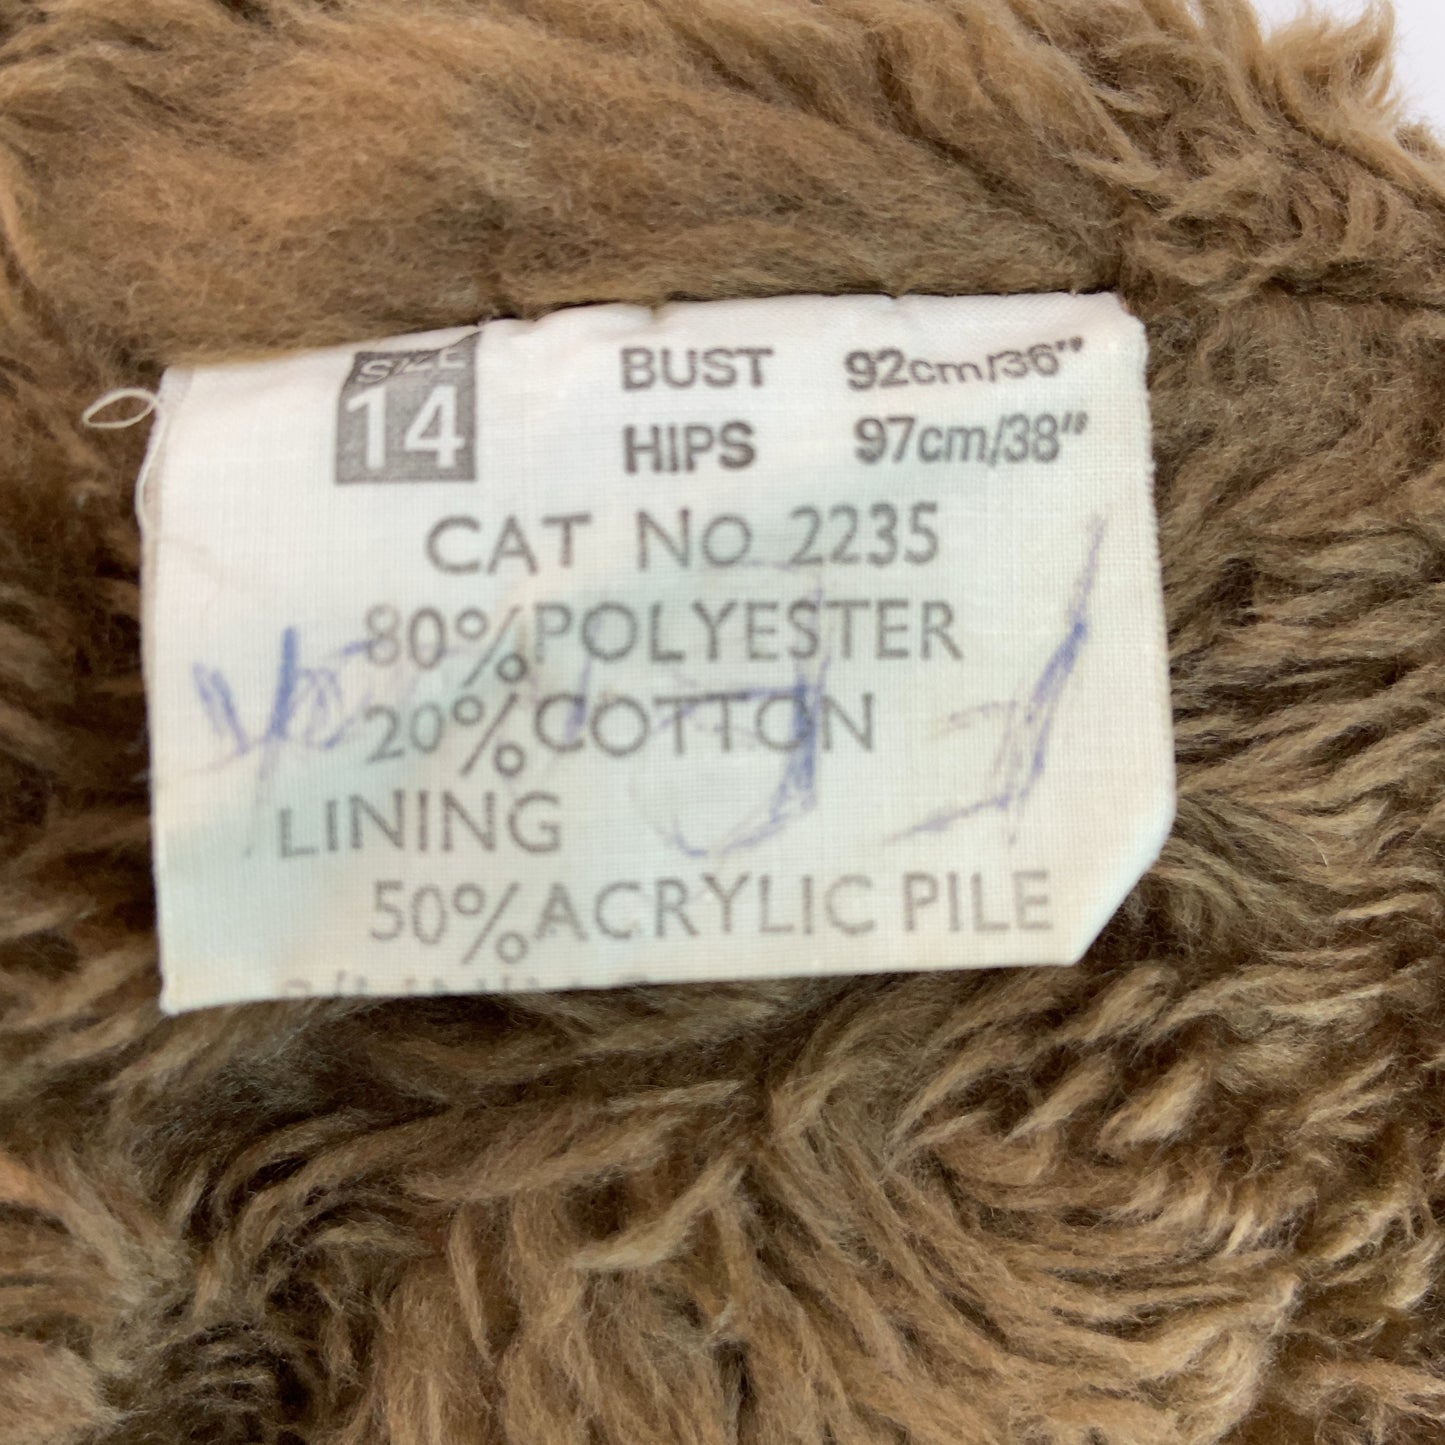 SIZE
14
BUST 92cm/36"
HIPS 97cm/38"
CAT No 2235
80% POLYESTER
20% COTTON
LINING
50% ACRYLIC PILE